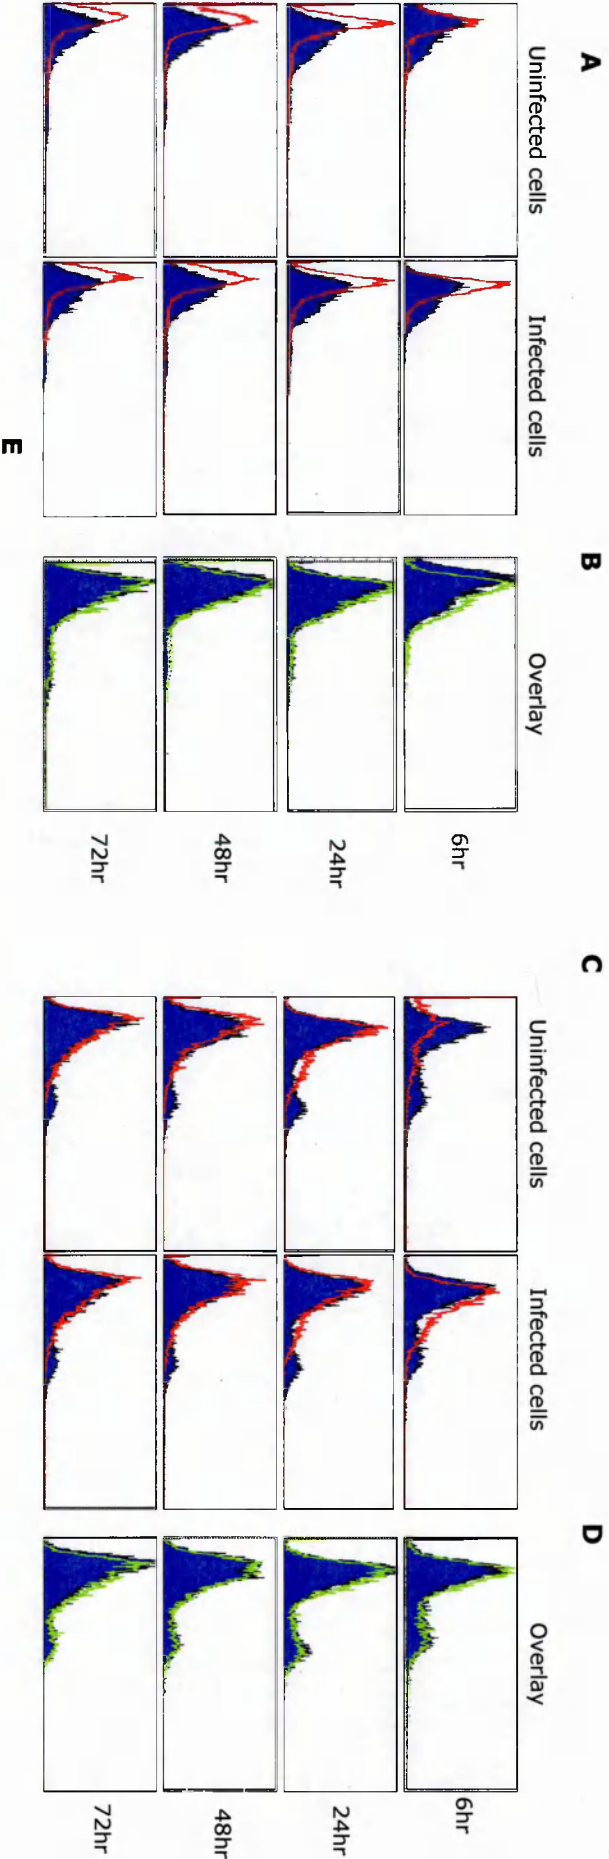 A
Uninfected cells
Infected cells
B
Overlay
6hr
24hr
48hr
72hr
C
Uninfected cells
Infected cells
D
Overlay
6hr
24hr
48hr
72hr
E